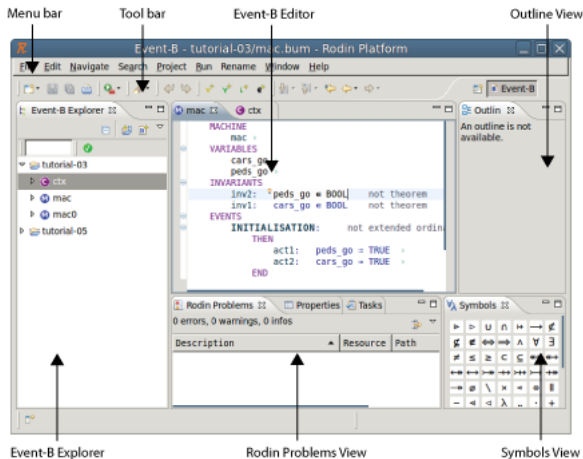 Menu bar
Tool bar
Event-B Editor
Outline View
Event-B - tutorial-03/mac.bum - Rodin Platform
File Edit Navigate Search Project Run Rename Window Help
Event-B
Event-B Explorer
mac
ctx
Outlin
An outline is not
available.
tutorial-03
ctx
mac
mac0
tutorial-05
MACHINE
mac
VARIABLES
cars_go
peds_go
INVARIANTS
inv2: peds_go ∈ BOOL not theorem
inv1: cars_go ∈ BOOL not theorem
EVENTS
INITIALISATION: not extended ordin
THEN
act1: peds_go = TRUE
act2: cars_go = TRUE
END
Rodin Problems
Properties
Tasks
0 errors, 0 warnings, 0 infos
Description Resource Path
Symbols
Event-B Explorer
Rodin Problems View
Symbols View